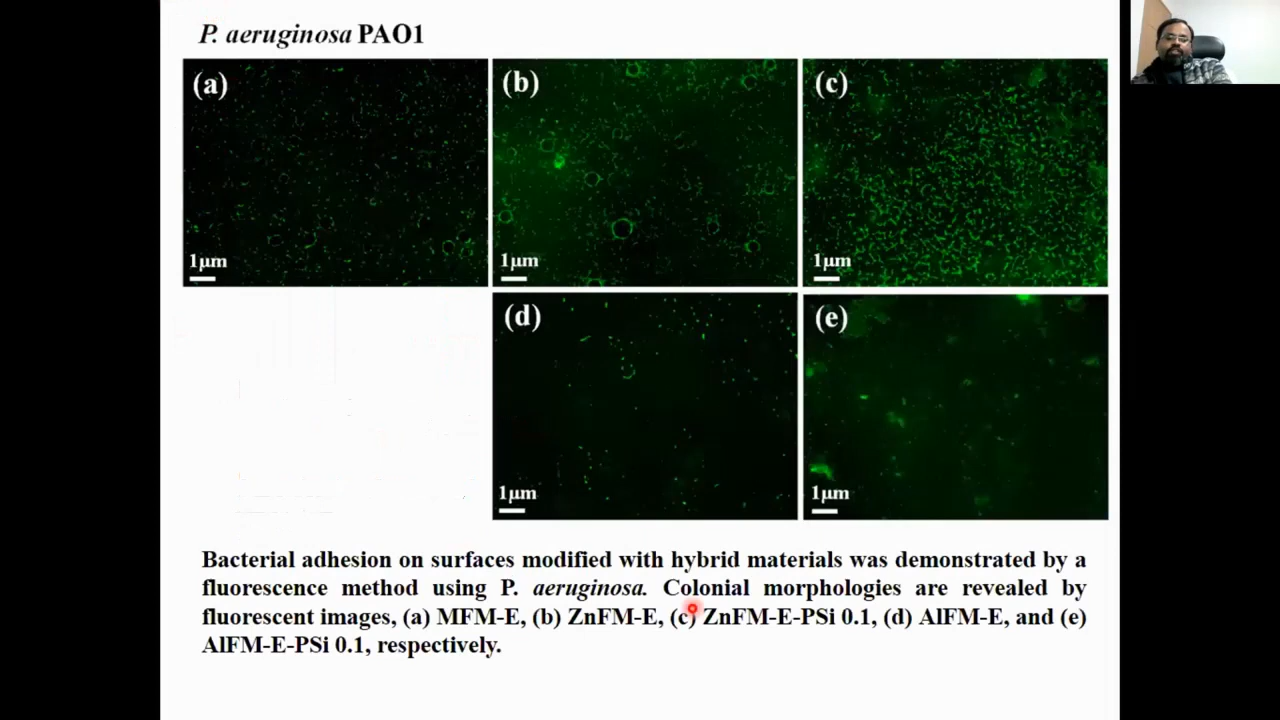 P. aeruginosa PAO1
(a)
(b)
(c)
1μm
1μm
1μm
(d)
(e)
1μm
1μm
Bacterial adhesion on surfaces modified with hybrid materials was demonstrated by a
fluorescence method using P. aeruginosa. Colonial morphologies are revealed by
fluorescent images, (a) MFM-E, (b) ZnFM-E, (c) ZnFM-E-PSi 0.1, (d) AlFM-E, and (e)
AlFM-E-PSi 0.1, respectively.